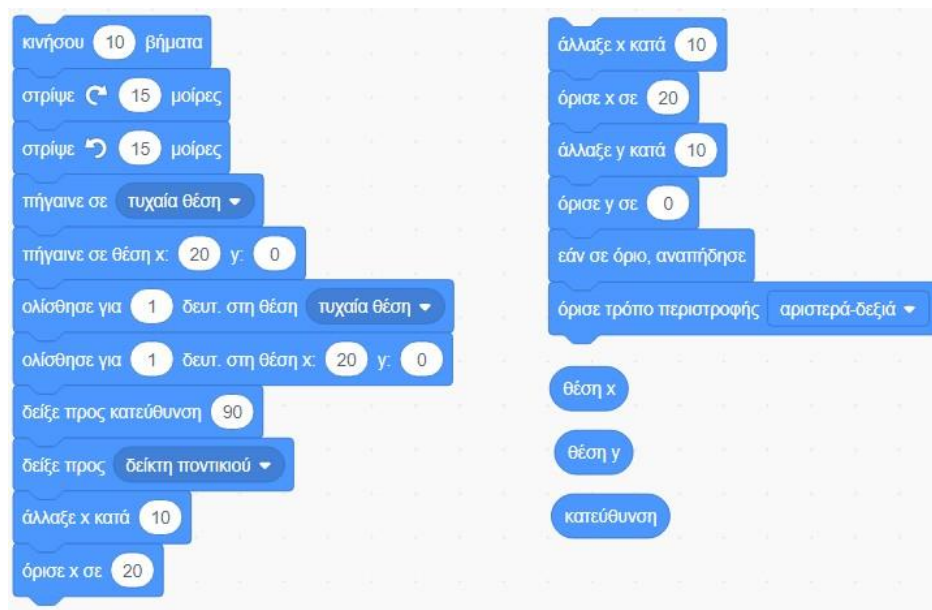 κινήσου 10 βήματα
στρίψε 15 μοίρες
στρίψε 15 μοίρες
πήγαινε σε τυχαία θέση
πήγαινε σε θέση x: 20 y: 0
ολίσθησε για 1 δευτ. στη θέση τυχαία θέση
ολίσθησε για 1 δευτ. στη θέση x: 20 y: 0
δείξε προς κατεύθυνση 90
δείξε προς δείκτη ποντικιού
άλλαξε x κατά 10
όρισε x σε 20
άλλαξε x κατά 10
όρισε x σε 20
άλλαξε y κατά 10
όρισε y σε 0
εάν σε όριο, αναπήδησε
όρισε τρόπο περιστροφής αριστερά-δεξιά
θέση x
θέση y
κατεύθυνση